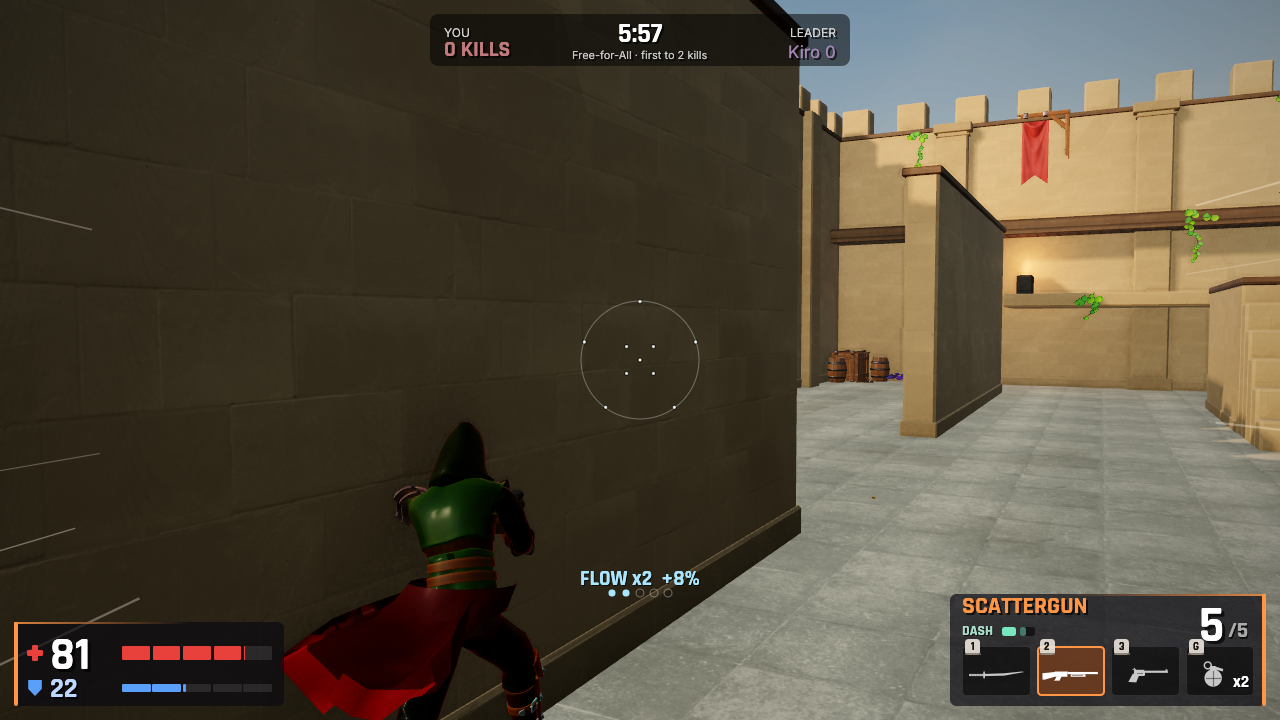 YOU
0 KILLS
5:57
Free-for-All · first to 2 kills
LEADER
Kiro 0
FLOW x2 +8%
81
22
SCATTERGUN
DASH
5/5
1
2
3
G
x2